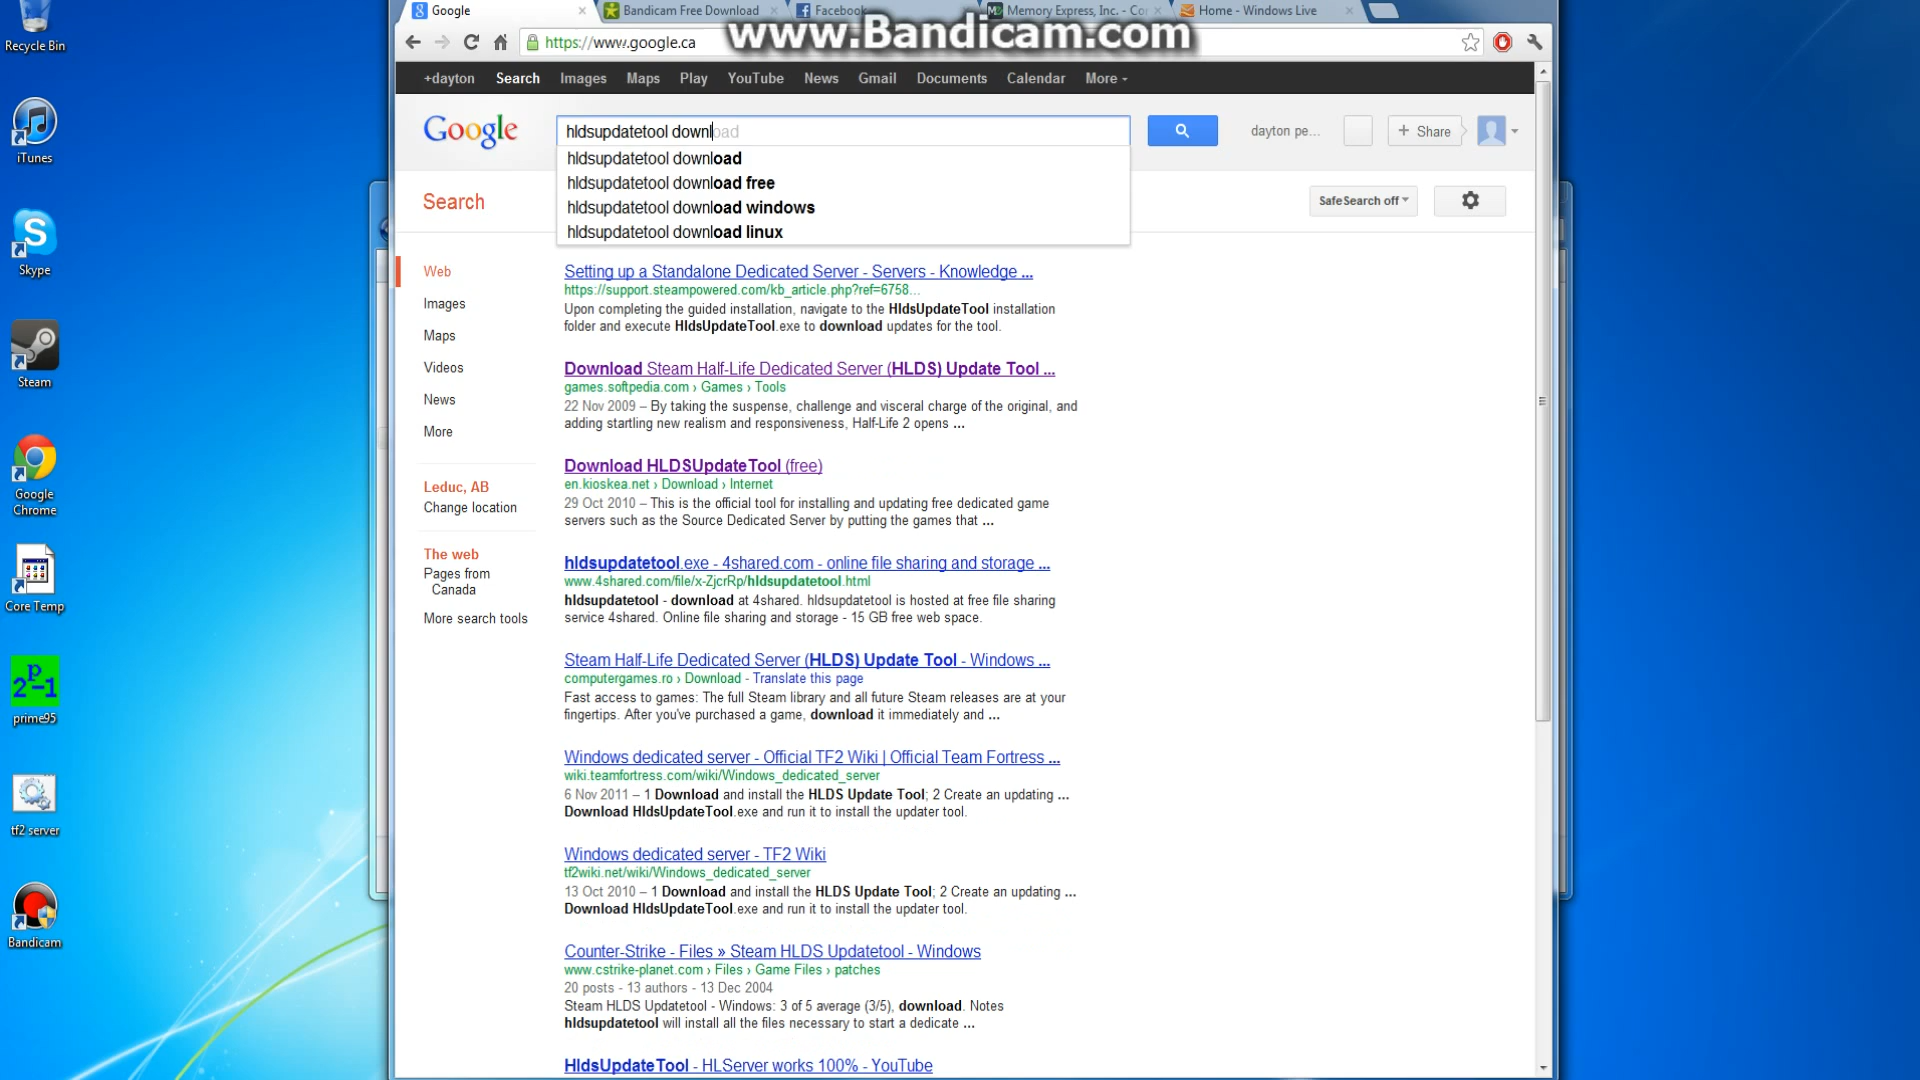 Recycle Bin
iTunes
Skype
Steam
Google
Chrome
Core Temp
prime95
tf2 server
Bandicam
Google
Bandicam Free Download
Facebook
Memory Express, Inc. - Co
Home - Windows Live
https://www.google.ca
www.Bandicam.com
+dayton Search Images Maps Play YouTube News Gmail Documents Calendar More
Google
hldsupdatetool download
dayton pe...
+ Share
hldsupdatetool download
hldsupdatetool download free
hldsupdatetool download windows
hldsupdatetool download linux
Search
SafeSearch off
Web
Images
Maps
Videos
News
More
Leduc, AB
Change location
The web
Pages from
Canada
More search tools
Setting up a Standalone Dedicated Server - Servers - Knowledge ...
https://support.steampowered.com/kb_article.php?ref=6758...
Upon completing the guided installation, navigate to the HldsUpdateTool installation
folder and execute HldsUpdateTool.exe to download updates for the tool.
Download Steam Half-Life Dedicated Server (HLDS) Update Tool ...
games.softpedia.com › Games › Tools
22 Nov 2009 – By taking the suspense, challenge and visceral charge of the original, and
adding startling new realism and responsiveness, Half-Life 2 opens ...
Download HLDSUpdateTool (free)
en.kioskea.net › Download › Internet
29 Oct 2010 – This is the official tool for installing and updating free dedicated game
servers such as the Source Dedicated Server by putting the games that ...
hldsupdatetool.exe - 4shared.com - online file sharing and storage ...
www.4shared.com/file/x-ZjcrRp/hldsupdatetool.html
hldsupdatetool - download at 4shared. hldsupdatetool is hosted at free file sharing
service 4shared. Online file sharing and storage - 15 GB free web space.
Steam Half-Life Dedicated Server (HLDS) Update Tool - Windows ...
computergames.ro › Download - Translate this page
Fast access to games: The full Steam library and all future Steam releases are at your
fingertips. After you've purchased a game, download it immediately and ...
Windows dedicated server - Official TF2 Wiki | Official Team Fortress ...
wiki.teamfortress.com/wiki/Windows_dedicated_server
6 Nov 2011 – 1 Download and install the HLDS Update Tool; 2 Create an updating ...
Download HldsUpdateTool.exe and run it to install the updater tool.
Windows dedicated server - TF2 Wiki
tf2wiki.net/wiki/Windows_dedicated_server
13 Oct 2010 – 1 Download and install the HLDS Update Tool; 2 Create an updating ...
Download HldsUpdateTool.exe and run it to install the updater tool.
Counter-Strike - Files » Steam HLDS Updatetool - Windows
www.cstrike-planet.com › Files › Game Files › patches
20 posts - 13 authors - 13 Dec 2004
Steam HLDS Updatetool - Windows: 3 of 5 average (3/5), download. Notes
hldsupdatetool will install all the files necessary to start a dedicate ...
HldsUpdateTool - HLServer works 100% - YouTube